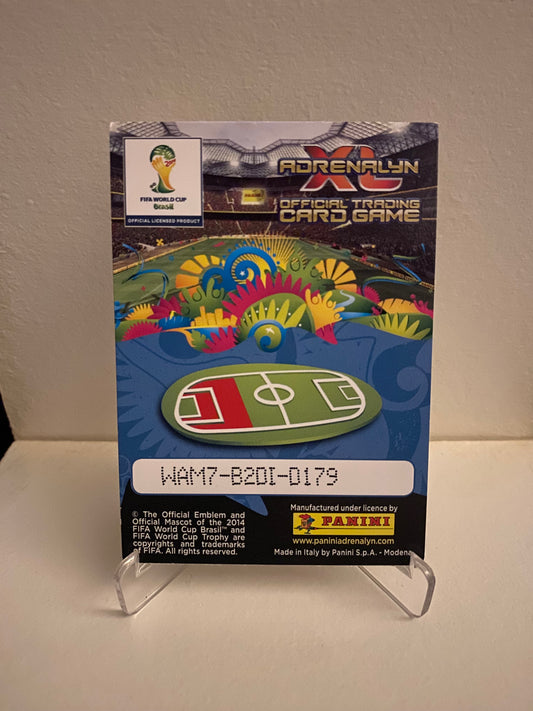 FIFA WORLD CUP
Brasil
OFFICIAL LICENSED PRODUCT
ADRENALYN
XL
OFFICIAL TRADING
CARD GAME
WAM7-B2DI-D179
© The Official Emblem and
Official Mascot of the 2014
FIFA World Cup Brasil™ and
FIFA World Cup Trophy are
copyrights and trademarks
of FIFA. All rights reserved.
Manufactured under licence by
PANINI
www.paniniadrenalyn.com
Made in Italy by Panini S.p.A. - Modena